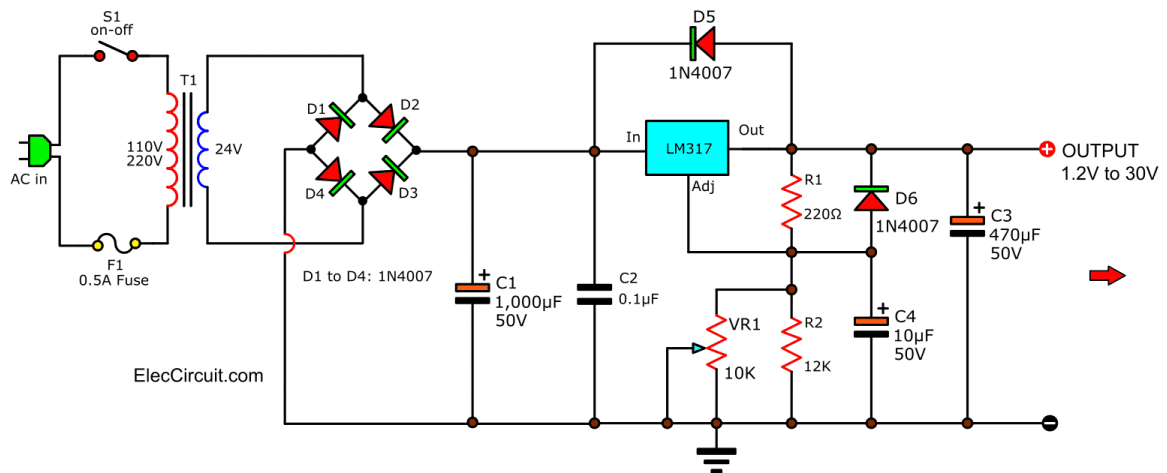 S1
on-off
T1
110V
220V
24V
AC in
F1
0.5A Fuse
D1
D2
D4
D3
D1 to D4: 1N4007
D5
1N4007
In
LM317
Out
Adj
R1
220Ω
D6
1N4007
+
C1
1,000µF
50V
C2
0.1µF
VR1
10K
R2
12K
+
C4
10µF
50V
+
C3
470µF
50V
+
OUTPUT
1.2V to 30V
−
ElecCircuit.com